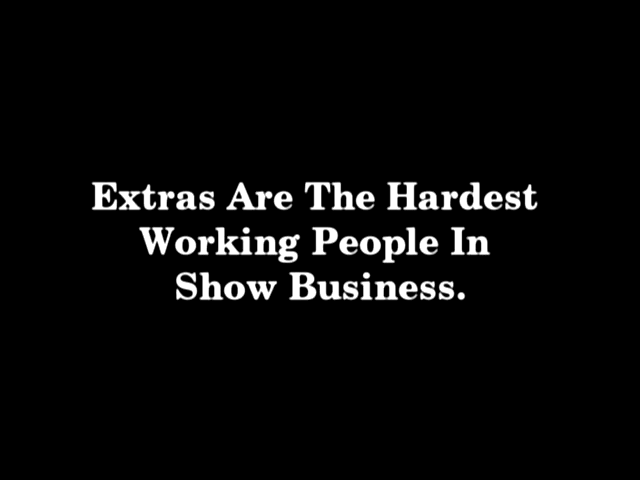 Extras Are The Hardest
Working People In
Show Business.